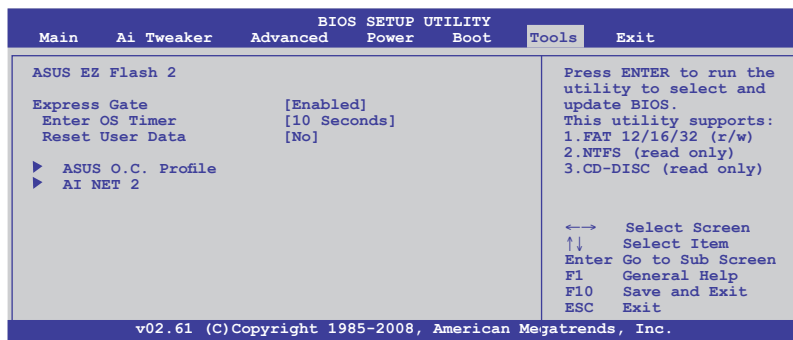 BIOS SETUP UTILITY
Main Ai Tweaker Advanced Power Boot Tools Exit
ASUS EZ Flash 2
Express Gate [Enabled]
Enter OS Timer [10 Seconds]
Reset User Data [No]
ASUS O.C. Profile
AI NET 2
Press ENTER to run the
utility to select and
update BIOS.
This utility supports:
1.FAT 12/16/32 (r/w)
2.NTFS (read only)
3.CD-DISC (read only)
←→ Select Screen
↑↓ Select Item
Enter Go to Sub Screen
F1 General Help
F10 Save and Exit
ESC Exit
v02.61 (C)Copyright 1985-2008, American Megatrends, Inc.